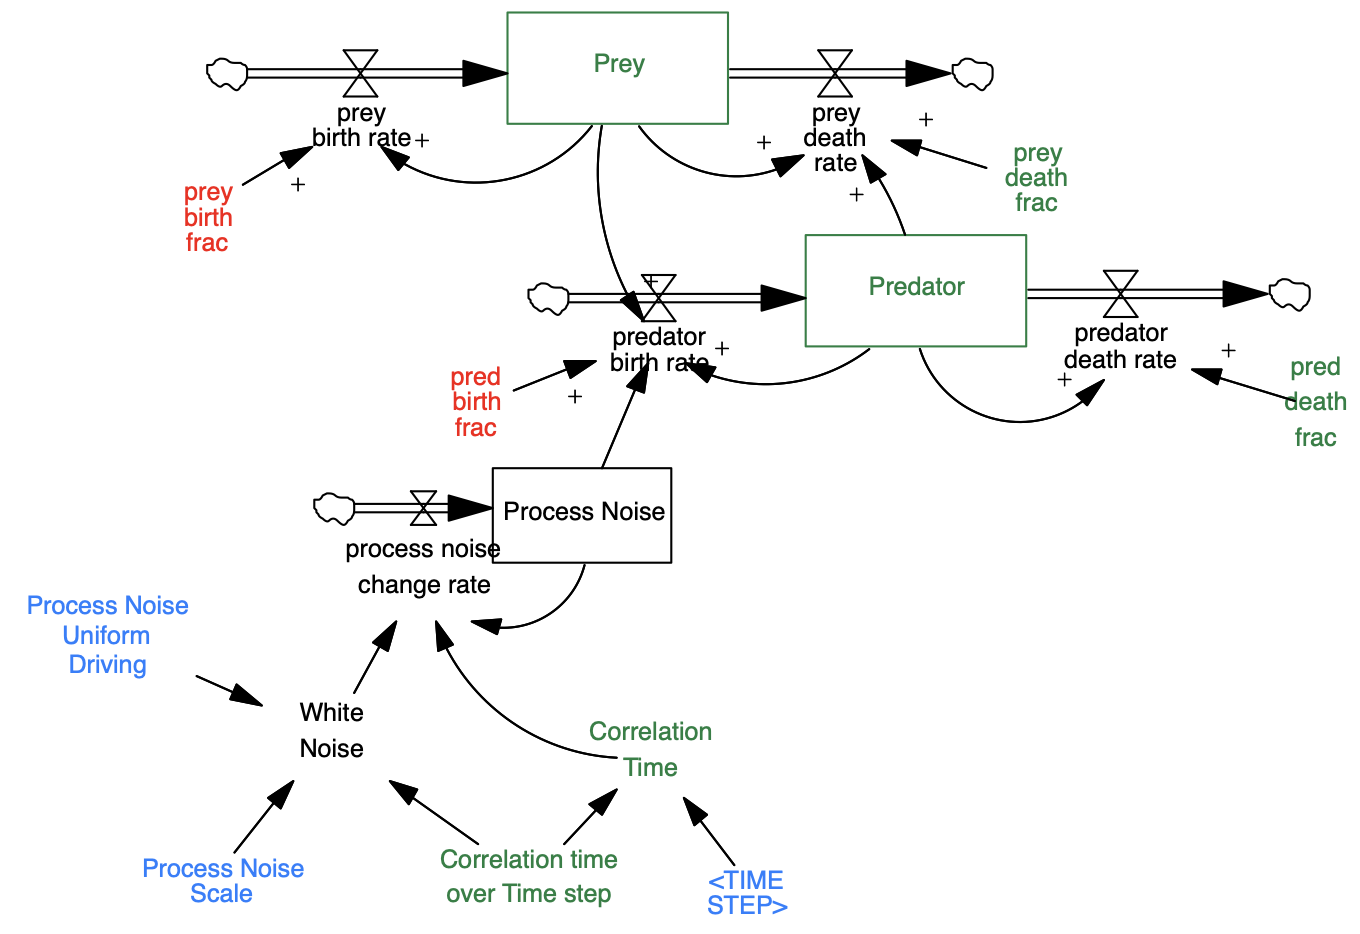 Prey
prey
birth rate
+
prey
death
rate
+
+
prey
death
frac
+
prey
birth
frac
+
Predator
+
predator
birth rate
+
predator
death rate
+
+
pred
death
frac
pred
birth
frac
+
Process Noise
process noise
change rate
Process Noise
Uniform
Driving
White
Noise
Correlation
Time
Process Noise
Scale
Correlation time
over Time step
<TIME
STEP>